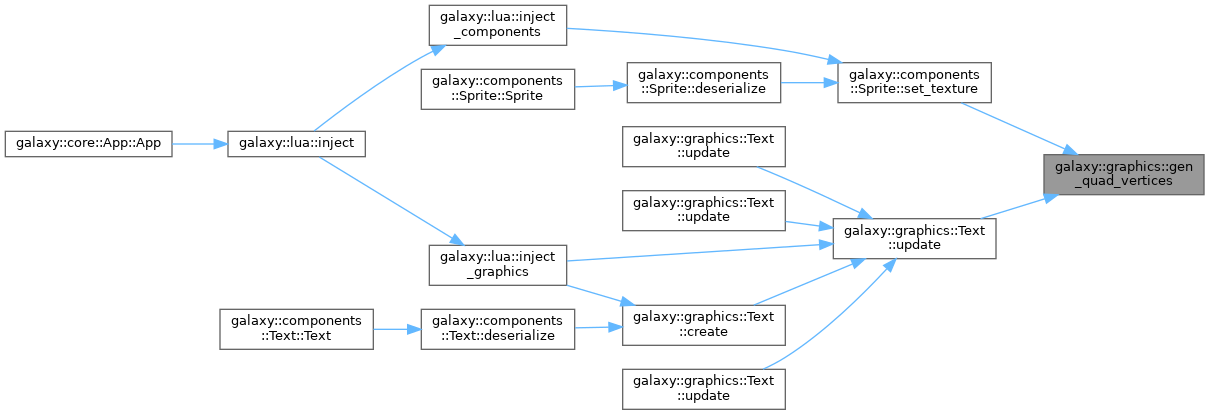 galaxy::lua::inject
_components
galaxy::components
::Sprite::Sprite
galaxy::components
::Sprite::deserialize
galaxy::components
::Sprite::set_texture
galaxy::core::App::App
galaxy::lua::inject
galaxy::graphics::Text
::update
galaxy::graphics::gen
_quad_vertices
galaxy::graphics::Text
::update
galaxy::graphics::Text
::update
galaxy::lua::inject
_graphics
galaxy::components
::Text::Text
galaxy::components
::Text::deserialize
galaxy::graphics::Text
::create
galaxy::graphics::Text
::update